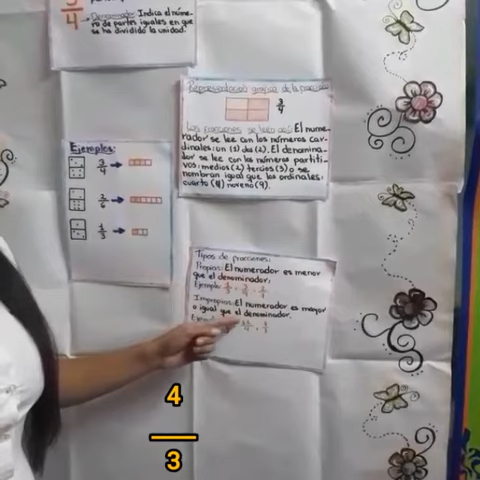 3
4
Denominador Indica el núme-
ro de partes iguales en que
se ha dividido la unidad.
Representación gráfica de la fracción
3/4
Las fracciones se leen así: El nume-
rador se lee con los números car-
dinales: un (1) dos (2). El denomina-
dor se lee con los números partiti-
vos: medios (2) tercios (3) o se
nombran igual que los ordinales:
cuarto (4) noveno (9).
Ejemplos:
3/4
2/6
Tipos de fracciones:
Propias: El numerador es menor
que el denominador.
Ejemplo:
Impropias: El numerador es mayor
o igual que el denominador.
4
3